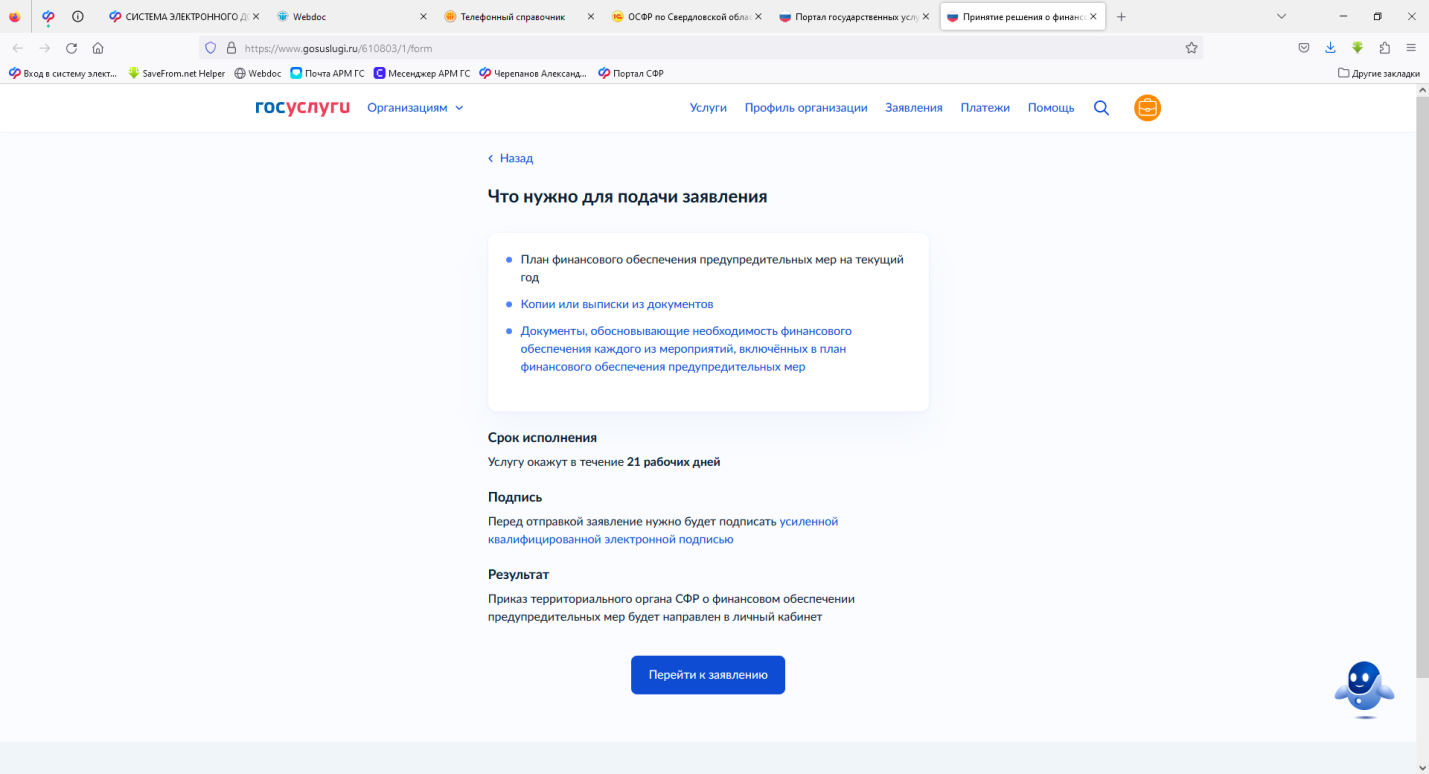 СИСТЕМА ЭЛЕКТРОННОГО Д
Webdoc
Телефонный справочник
ОСФР по Свердловской обла
Портал государственных услу
Принятие решения о финанс
https://www.gosuslugi.ru/610803/1/form
Вход в систему элект...
SaveFrom.net Helper
Webdoc
Почта АРМ ГС
Месенджер АРМ ГС
Черепанов Александ...
Портал СФР
Другие закладки
госуслуги
Организациям
Услуги
Профиль организации
Заявления
Платежи
Помощь
Назад
Что нужно для подачи заявления
План финансового обеспечения предупредительных мер на текущий
год
Копии или выписки из документов
Документы, обосновывающие необходимость финансового
обеспечения каждого из мероприятий, включённых в план
финансового обеспечения предупредительных мер
Срок исполнения
Услугу окажут в течение 21 рабочих дней
Подпись
Перед отправкой заявление нужно будет подписать усиленной
квалифицированной электронной подписью
Результат
Приказ территориального органа СФР о финансовом обеспечении
предупредительных мер будет направлен в личный кабинет
Перейти к заявлению